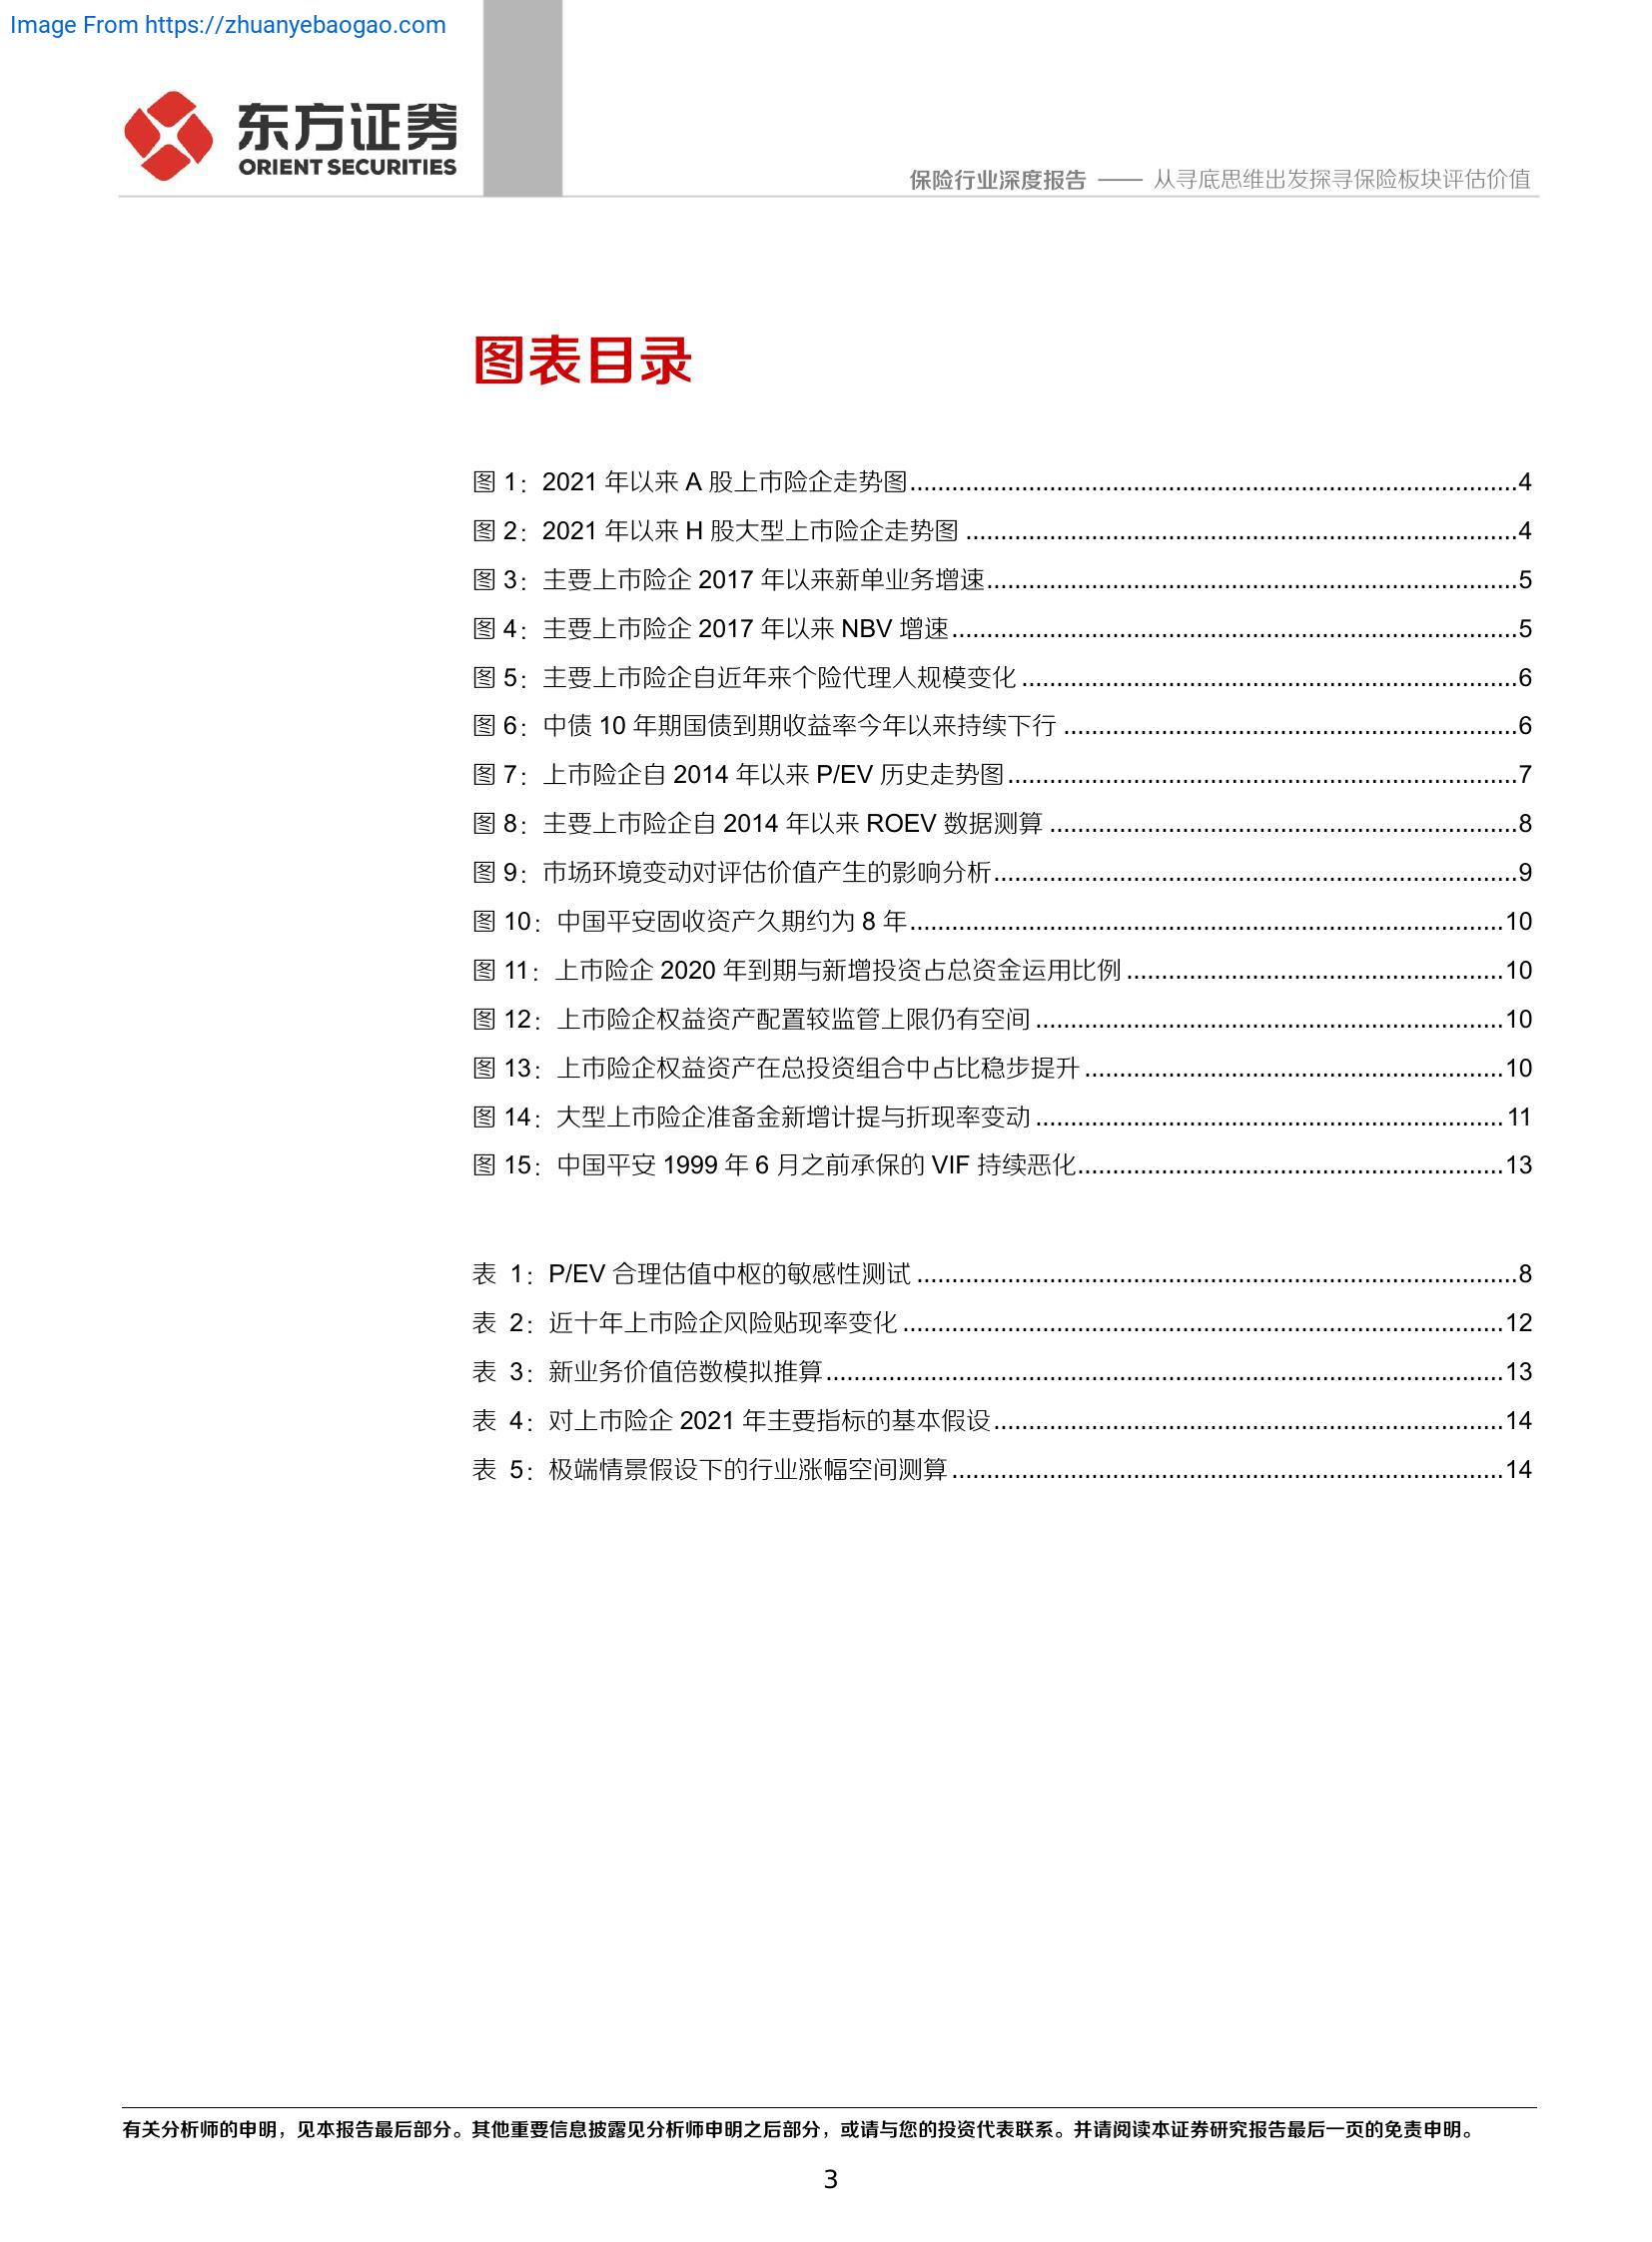 Image From https://zhuanyebaogao.com
东方证券
ORIENT SECURITIES
保险行业深度报告 —— 从寻底思维出发探寻保险板块评估价值
图表目录
图 1：2021 年以来 A 股上市险企走势图....................4
图 2：2021 年以来 H 股大型上市险企走势图....................4
图 3：主要上市险企 2017 年以来新单业务增速....................5
图 4：主要上市险企 2017 年以来 NBV 增速....................5
图 5：主要上市险企自近年来个险代理人规模变化....................6
图 6：中债 10 年期国债到期收益率今年以来持续下行....................6
图 7：上市险企自 2014 年以来 P/EV 历史走势图....................7
图 8：主要上市险企自 2014 年以来 ROEV 数据测算....................8
图 9：市场环境变动对评估价值产生的影响分析....................9
图 10：中国平安固收资产久期约为 8 年....................10
图 11：上市险企 2020 年到期与新增投资占总资金运用比例....................10
图 12：上市险企权益资产配置较监管上限仍有空间....................10
图 13：上市险企权益资产在总投资组合中占比稳步提升....................10
图 14：大型上市险企准备金新增计提与折现率变动....................11
图 15：中国平安 1999 年 6 月之前承保的 VIF 持续恶化....................13
表 1：P/EV 合理估值中枢的敏感性测试....................8
表 2：近十年上市险企风险贴现率变化....................12
表 3：新业务价值倍数模拟推算....................13
表 4：对上市险企 2021 年主要指标的基本假设....................14
表 5：极端情景假设下的行业涨幅空间测算....................14
有关分析师的申明，见本报告最后部分。其他重要信息披露见分析师申明之后部分，或请与您的投资代表联系。并请阅读本证券研究报告最后一页的免责申明。
3